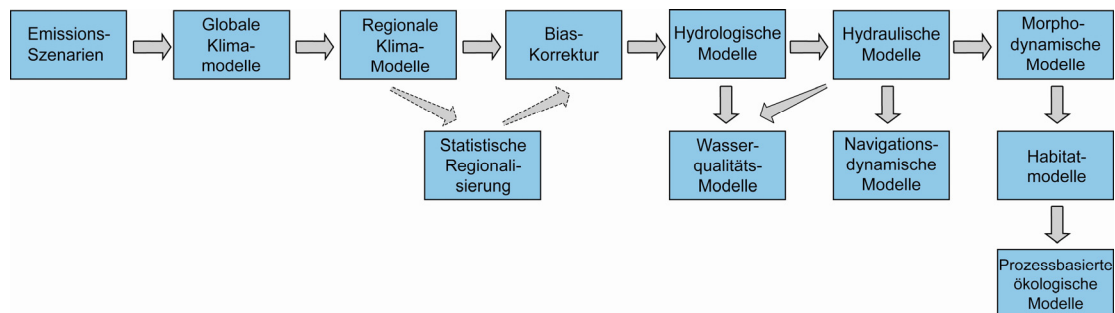 Emissions-
Szenarien
Globale
Klima-
modelle
Regionale
Klima-
Modelle
Bias-
Korrektur
Hydrologische
Modelle
Hydraulische
Modelle
Morpho-
dynamische
Modelle
Statistische
Regionali-
sierung
Wasser-
qualitäts-
Modelle
Navigations-
dynamische
Modelle
Habitat-
modelle
Prozessbasierte
ökologische
Modelle